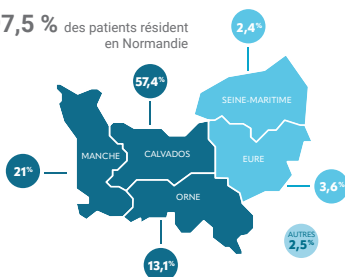 7,5 % des patients résident
en Normandie
2,4%
57,4%
SEINE-MARITIME
MANCHE
CALVADOS
EURE
21%
ORNE
3,6%
AUTRES
2,5%
13,1%